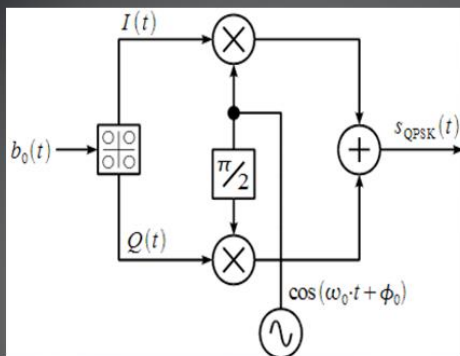 I(t)
b₀(t)
s_QPSK(t)
π/2
Q(t)
cos(ω₀·t+ϕ₀)